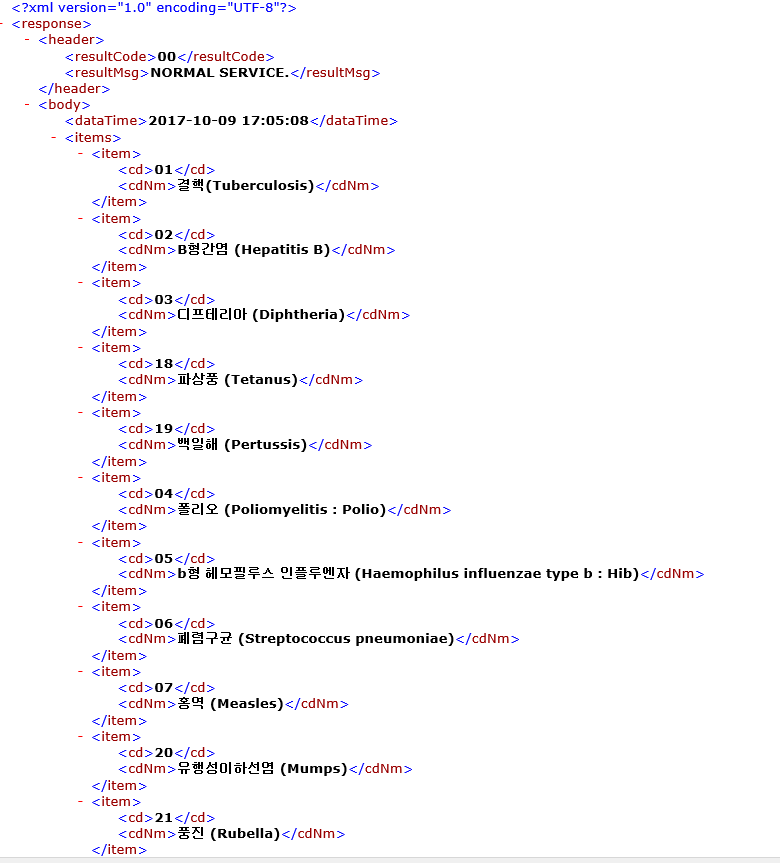 <?xml version="1.0" encoding="UTF-8"?>
- <response>
- <header>
<resultCode>00</resultCode>
<resultMsg>NORMAL SERVICE.</resultMsg>
</header>
- <body>
<dataTime>2017-10-09 17:05:08</dataTime>
- <items>
- <item>
<cd>01</cd>
<cdNm>결핵(Tuberculosis)</cdNm>
</item>
- <item>
<cd>02</cd>
<cdNm>B형간염 (Hepatitis B)</cdNm>
</item>
- <item>
<cd>03</cd>
<cdNm>디프테리아 (Diphtheria)</cdNm>
</item>
- <item>
<cd>18</cd>
<cdNm>파상풍 (Tetanus)</cdNm>
</item>
- <item>
<cd>19</cd>
<cdNm>백일해 (Pertussis)</cdNm>
</item>
- <item>
<cd>04</cd>
<cdNm>폴리오 (Poliomyelitis : Polio)</cdNm>
</item>
- <item>
<cd>05</cd>
<cdNm>b형 헤모필루스 인플루엔자 (Haemophilus influenzae type b : Hib)</cdNm>
</item>
- <item>
<cd>06</cd>
<cdNm>폐렴구균 (Streptococcus pneumoniae)</cdNm>
</item>
- <item>
<cd>07</cd>
<cdNm>홍역 (Measles)</cdNm>
</item>
- <item>
<cd>20</cd>
<cdNm>유행성이하선염 (Mumps)</cdNm>
</item>
- <item>
<cd>21</cd>
<cdNm>풍진 (Rubella)</cdNm>
</item>